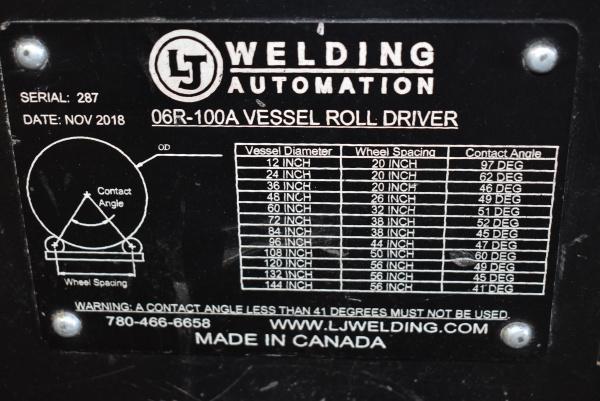 LJ WELDING
AUTOMATION
SERIAL: 287
DATE: NOV 2018
06R-100A VESSEL ROLL DRIVER
OD
Contact
Angle
Wheel Spacing
Vessel Diameter Wheel Spacing Contact Angle
12 INCH 20 INCH 97 DEG
24 INCH 20 INCH 62 DEG
36 INCH 20 INCH 46 DEG
48 INCH 26 INCH 49 DEG
60 INCH 32 INCH 51 DEG
72 INCH 38 INCH 52 DEG
84 INCH 38 INCH 45 DEG
96 INCH 44 INCH 47 DEG
108 INCH 50 INCH 60 DEG
120 INCH 56 INCH 49 DEG
132 INCH 56 INCH 45 DEG
144 INCH 56 INCH 41 DEG
WARNING: A CONTACT ANGLE LESS THAN 41 DEGREES MUST NOT BE USED.
780-466-6658 WWW.LJWELDING.COM
MADE IN CANADA